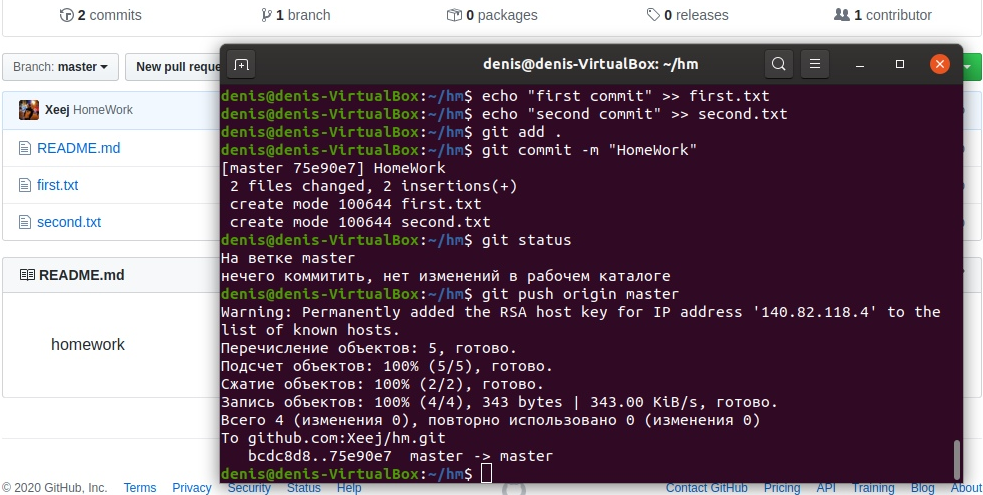 2 commits
1 branch
0 packages
0 releases
1 contributor
Branch: master
New pull reque
Xeej HomeWork
README.md
first.txt
second.txt
README.md
homework
denis@denis-VirtualBox: ~/hm
denis@denis-VirtualBox:~/hm$ echo "first commit" >> first.txt
denis@denis-VirtualBox:~/hm$ echo "second commit" >> second.txt
denis@denis-VirtualBox:~/hm$ git add .
denis@denis-VirtualBox:~/hm$ git commit -m "HomeWork"
[master 75e90e7] HomeWork
2 files changed, 2 insertions(+)
create mode 100644 first.txt
create mode 100644 second.txt
denis@denis-VirtualBox:~/hm$ git status
На ветке master
нечего коммитить, нет изменений в рабочем каталоге
denis@denis-VirtualBox:~/hm$ git push origin master
Warning: Permanently added the RSA host key for IP address '140.82.118.4' to the
list of known hosts.
Перечисление объектов: 5, готово.
Подсчет объектов: 100% (5/5), готово.
Сжатие объектов: 100% (2/2), готово.
Запись объектов: 100% (4/4), 343 bytes | 343.00 KiB/s, готово.
Всего 4 (изменения 0), повторно использовано 0 (изменения 0)
To github.com:Xeej/hm.git
bcdc8d8..75e90e7  master -> master
denis@denis-VirtualBox:~/hm$
© 2020 GitHub, Inc. Terms Privacy Security Status Help Contact GitHub Pricing API Training Blog About